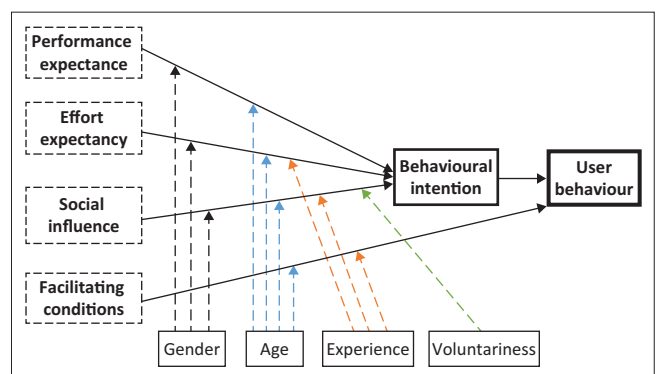 Performance
expectance
Effort
expectancy
Social
influence
Facilitating
conditions
Behavioural
intention
User
behaviour
Gender
Age
Experience
Voluntariness